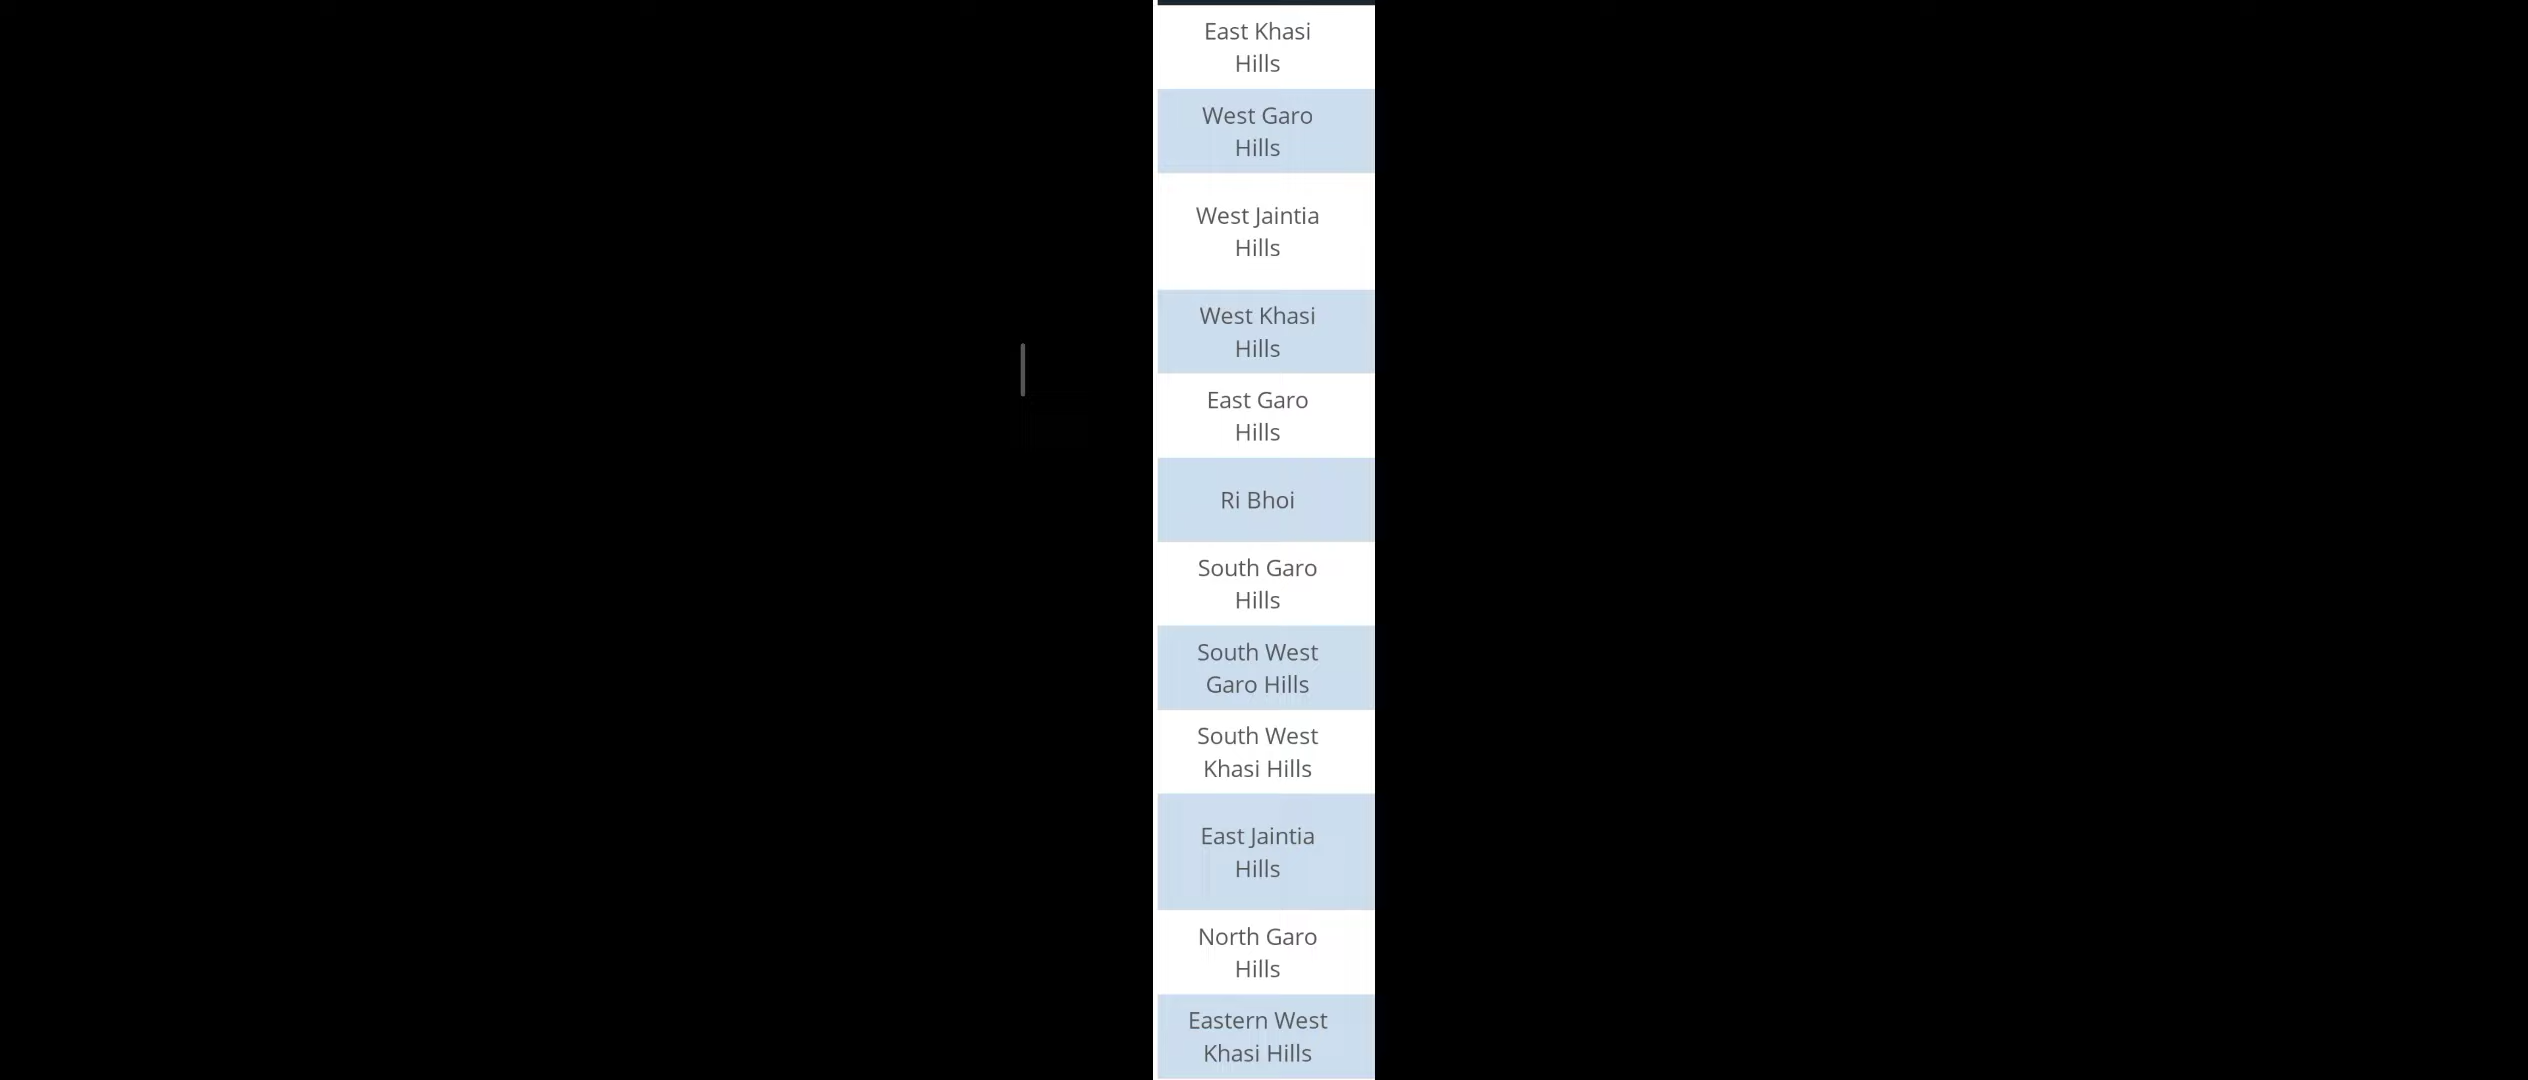 East Khasi
Hills
West Garo
Hills
West Jaintia
Hills
West Khasi
Hills
East Garo
Hills
Ri Bhoi
South Garo
Hills
South West
Garo Hills
South West
Khasi Hills
East Jaintia
Hills
North Garo
Hills
Eastern West
Khasi Hills